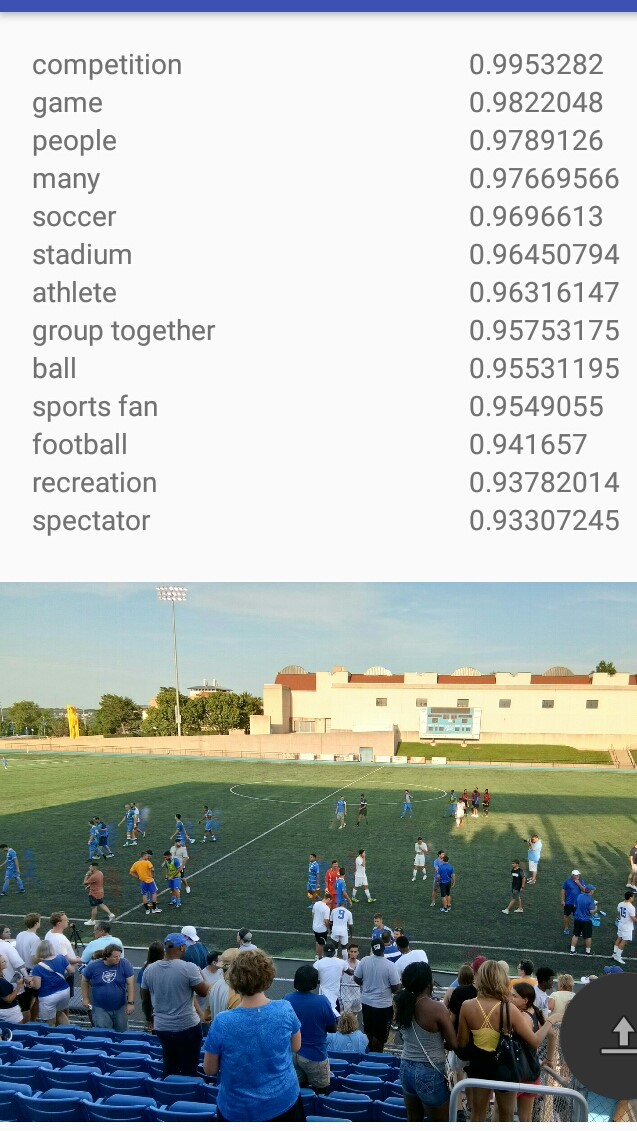 competition 0.9953282
game 0.9822048
people 0.9789126
many 0.97669566
soccer 0.9696613
stadium 0.96450794
athlete 0.96316147
group together 0.95753175
ball 0.95531195
sports fan 0.9549055
football 0.941657
recreation 0.93782014
spectator 0.93307245
9
15